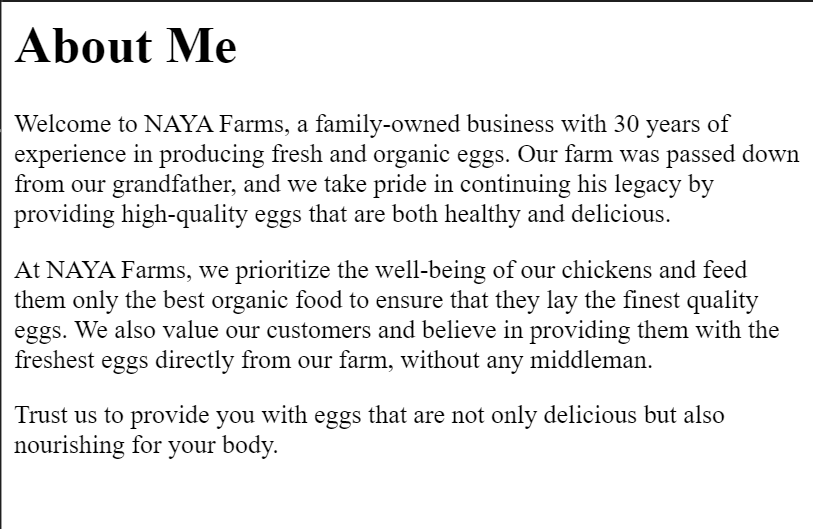 About Me
Welcome to NAYA Farms, a family-owned business with 30 years of
experience in producing fresh and organic eggs. Our farm was passed down
from our grandfather, and we take pride in continuing his legacy by
providing high-quality eggs that are both healthy and delicious.
At NAYA Farms, we prioritize the well-being of our chickens and feed
them only the best organic food to ensure that they lay the finest quality
eggs. We also value our customers and believe in providing them with the
freshest eggs directly from our farm, without any middleman.
Trust us to provide you with eggs that are not only delicious but also
nourishing for your body.